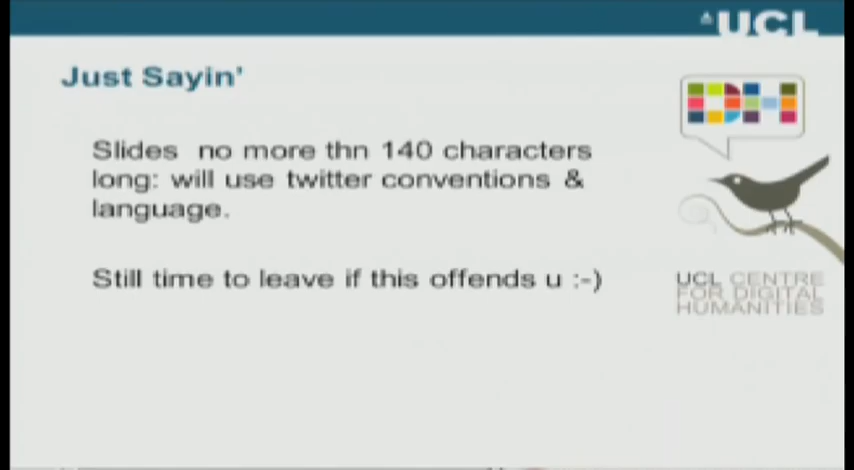 UCL
Just Sayin'
DH
Slides no more thn 140 characters
long: will use twitter conventions &
language.
Still time to leave if this offends u :-)
UCL CENTRE
FOR DIGITAL
HUMANITIES